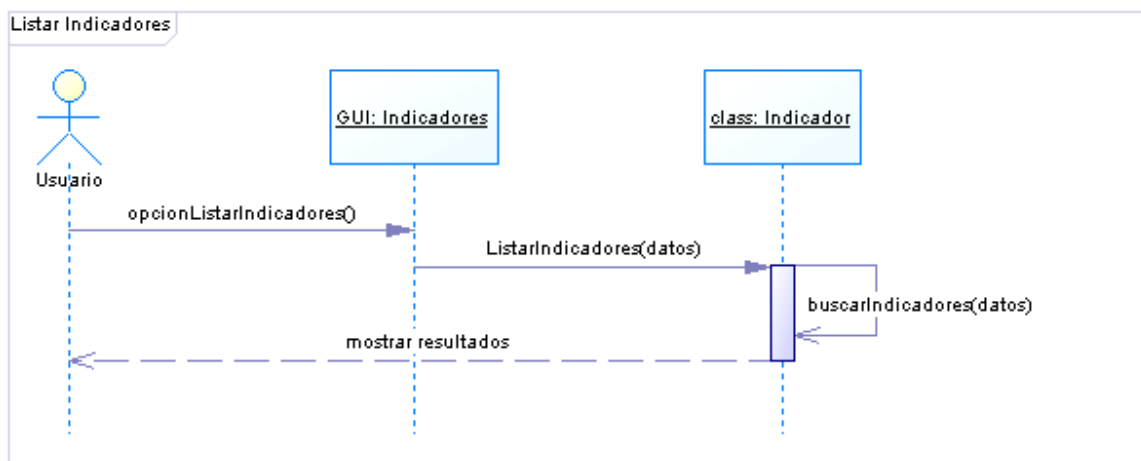 Listar Indicadores
GUI: Indicadores
class: Indicador
Usuario
opcionListarIndicadores()
ListarIndicadores(datos)
buscarIndicadores(datos)
mostrar resultados